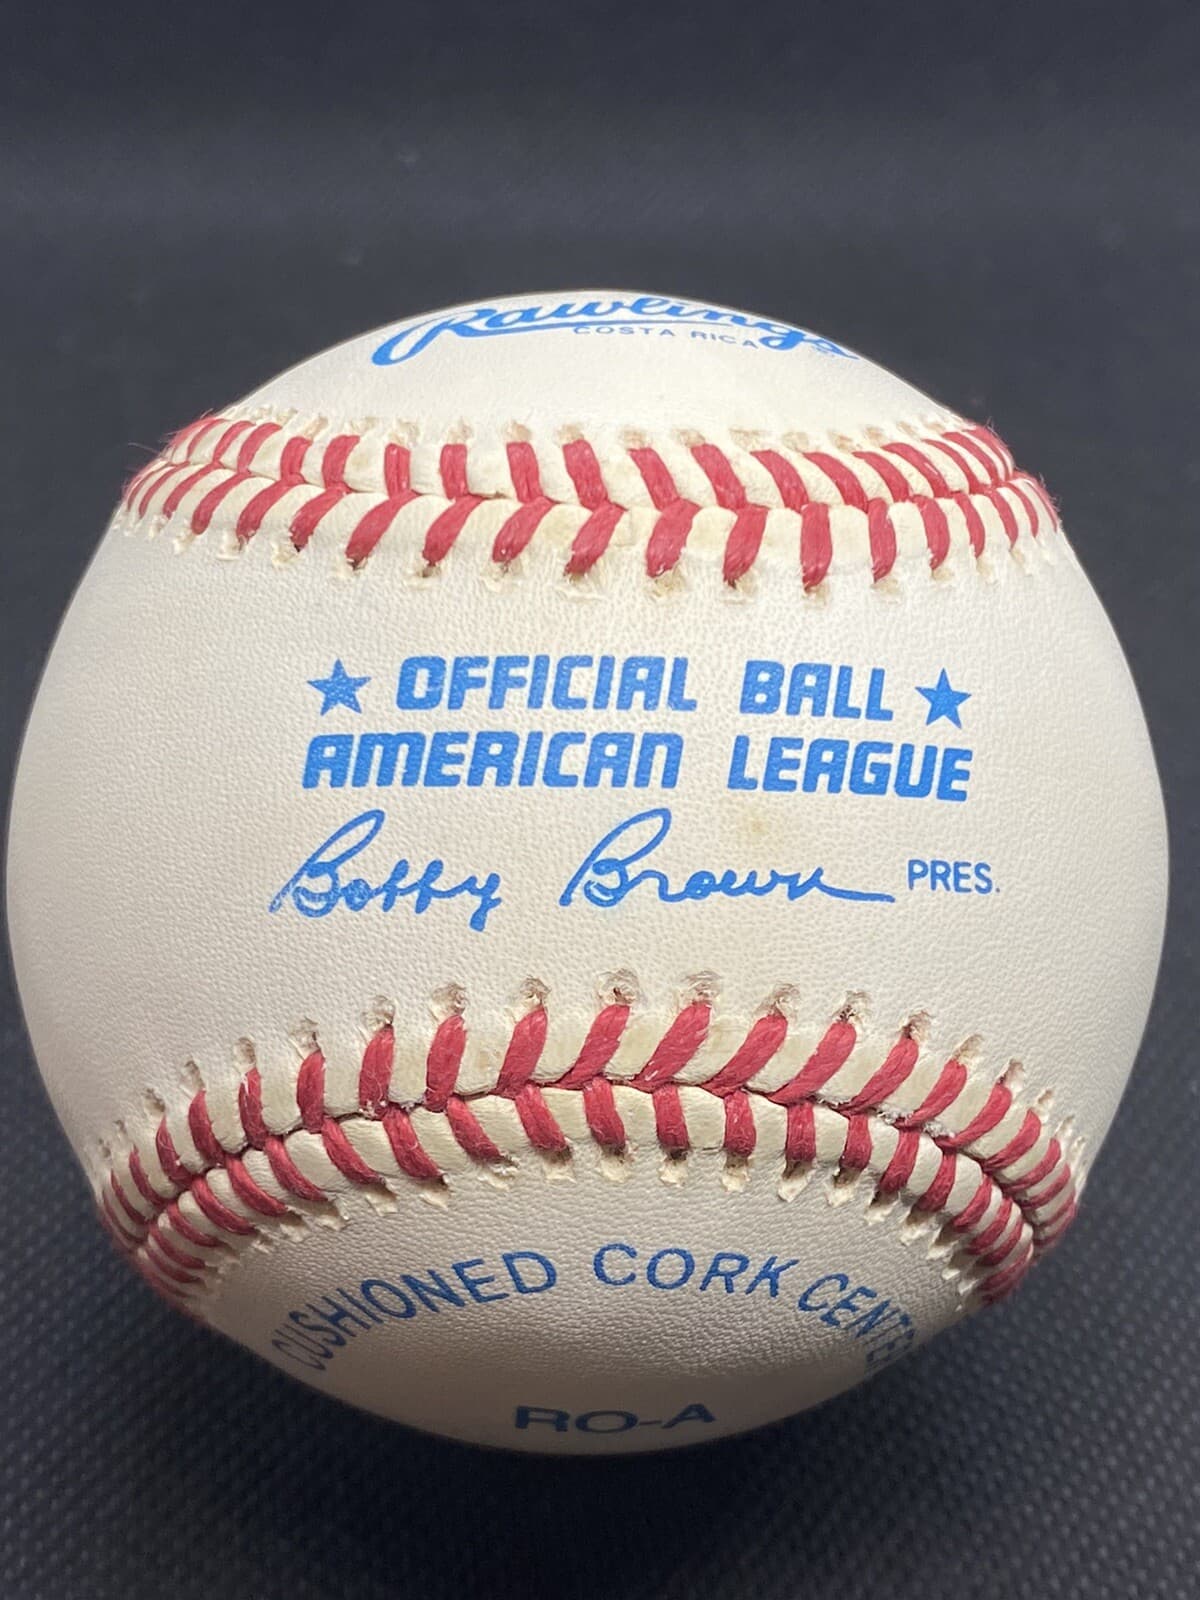 Rawlings
COSTA RICA
★ OFFICIAL BALL ★
AMERICAN LEAGUE
Bobby Brown PRES.
CUSHIONED CORK CENTER
RO-A